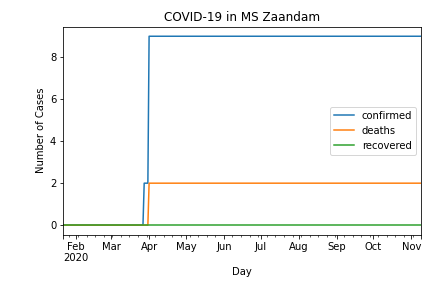 COVID-19 in MS Zaandam
Number of Cases
8
6
4
2
0
confirmed
deaths
recovered
Feb Mar Apr May Jun Jul Aug Sep Oct Nov
2020
Day